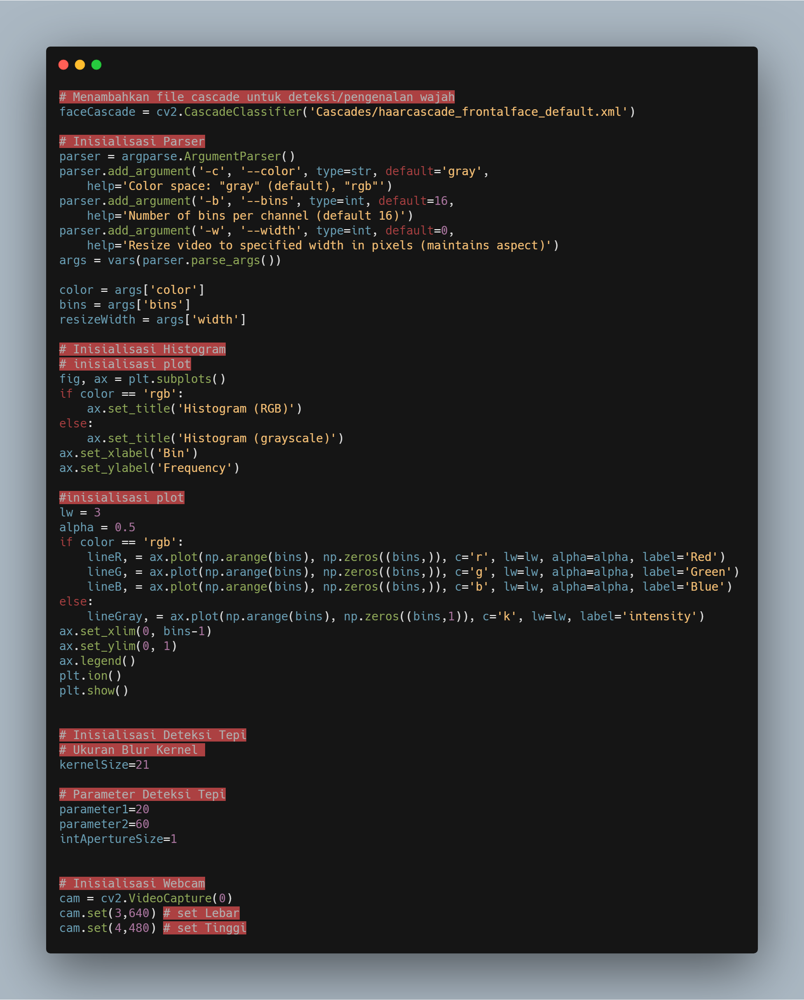 # Menambahkan file cascade untuk deteksi/pengenalan wajah
faceCascade = cv2.CascadeClassifier('Cascades/haarcascade_frontalface_default.xml')

# Inisialisasi Parser
parser = argparse.ArgumentParser()
parser.add_argument('-c', '--color', type=str, default='gray',
    help='Color space: "gray" (default), "rgb"')
parser.add_argument('-b', '--bins', type=int, default=16,
    help='Number of bins per channel (default 16)')
parser.add_argument('-w', '--width', type=int, default=0,
    help='Resize video to specified width in pixels (maintains aspect)')
args = vars(parser.parse_args())

color = args['color']
bins = args['bins']
resizeWidth = args['width']

# Inisialisasi Histogram
# inisialisasi plot
fig, ax = plt.subplots()
if color == 'rgb':
    ax.set_title('Histogram (RGB)')
else:
    ax.set_title('Histogram (grayscale)')
ax.set_xlabel('Bin')
ax.set_ylabel('Frequency')

#inisialisasi plot
lw = 3
alpha = 0.5
if color == 'rgb':
    lineR, = ax.plot(np.arange(bins), np.zeros((bins,)), c='r', lw=lw, alpha=alpha, label='Red')
    lineG, = ax.plot(np.arange(bins), np.zeros((bins,)), c='g', lw=lw, alpha=alpha, label='Green')
    lineB, = ax.plot(np.arange(bins), np.zeros((bins,)), c='b', lw=lw, alpha=alpha, label='Blue')
else:
    lineGray, = ax.plot(np.arange(bins), np.zeros((bins,1)), c='k', lw=lw, label='intensity')
ax.set_xlim(0, bins-1)
ax.set_ylim(0, 1)
ax.legend()
plt.ion()
plt.show()

# Inisialisasi Deteksi Tepi
# Ukuran Blur Kernel
kernelSize=21

# Parameter Deteksi Tepi
parameter1=20
parameter2=60
intApertureSize=1

# Inisialisasi Webcam
cam = cv2.VideoCapture(0)
cam.set(3,640) # set Lebar
cam.set(4,480) # set Tinggi